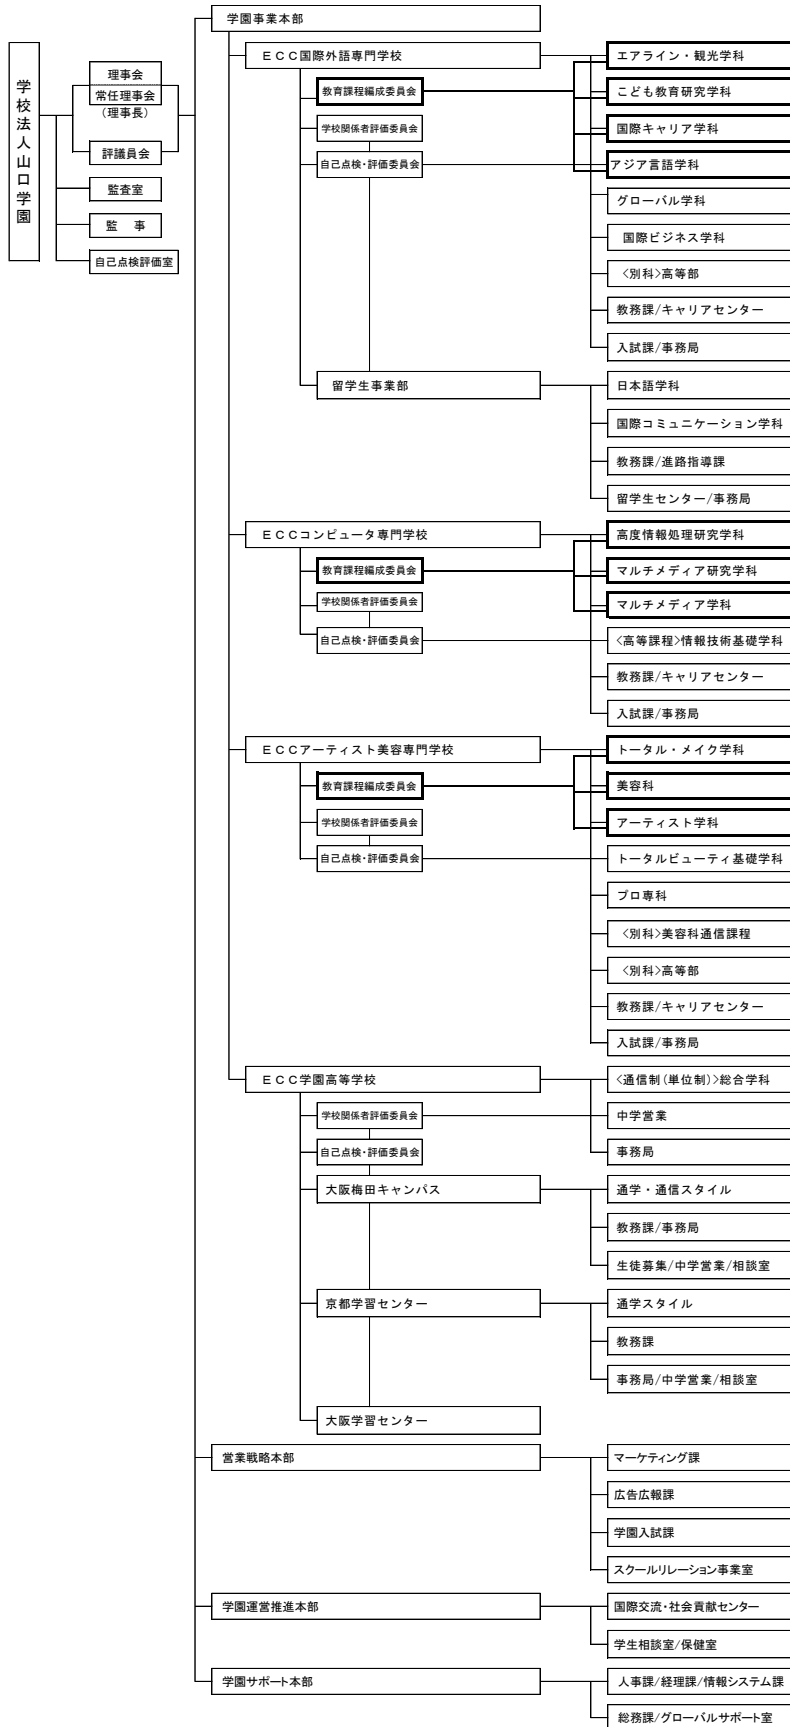 学校法人山口学園
理事会
常任理事会
(理事長)
評議員会
監査室
監　事
自己点検評価室
学園事業本部
ＥＣＣ国際外語専門学校
教育課程編成委員会
学校関係者評価委員会
自己点検・評価委員会
エアライン・観光学科
こども教育研究学科
国際キャリア学科
アジア言語学科
グローバル学科
国際ビジネス学科
<別科>高等部
教務課/キャリアセンター
入試課/事務局
留学生事業部
日本語学科
国際コミュニケーション学科
教務課/進路指導課
留学生センター/事務局
ＥＣＣコンピュータ専門学校
教育課程編成委員会
学校関係者評価委員会
自己点検・評価委員会
高度情報処理研究学科
マルチメディア研究学科
マルチメディア学科
<高等課程>情報技術基礎学科
教務課/キャリアセンター
入試課/事務局
ＥＣＣアーティスト美容専門学校
教育課程編成委員会
学校関係者評価委員会
自己点検・評価委員会
トータル・メイク学科
美容科
アーティスト学科
トータルビューティ基礎学科
プロ専科
<別科>美容科通信課程
<別科>高等部
教務課/キャリアセンター
入試課/事務局
ＥＣＣ学園高等学校
学校関係者評価委員会
自己点検・評価委員会
<通信制(単位制)>総合学科
中学営業
事務局
大阪梅田キャンパス
通学・通信スタイル
教務課/事務局
生徒募集/中学営業/相談室
京都学習センター
通学スタイル
教務課
事務局/中学営業/相談室
大阪学習センター
営業戦略本部
マーケティング課
広告広報課
学園入試課
スクールリレーション事業室
学園運営推進本部
国際交流・社会貢献センター
学生相談室/保健室
学園サポート本部
人事課/経理課/情報システム課
総務課/グローバルサポート室